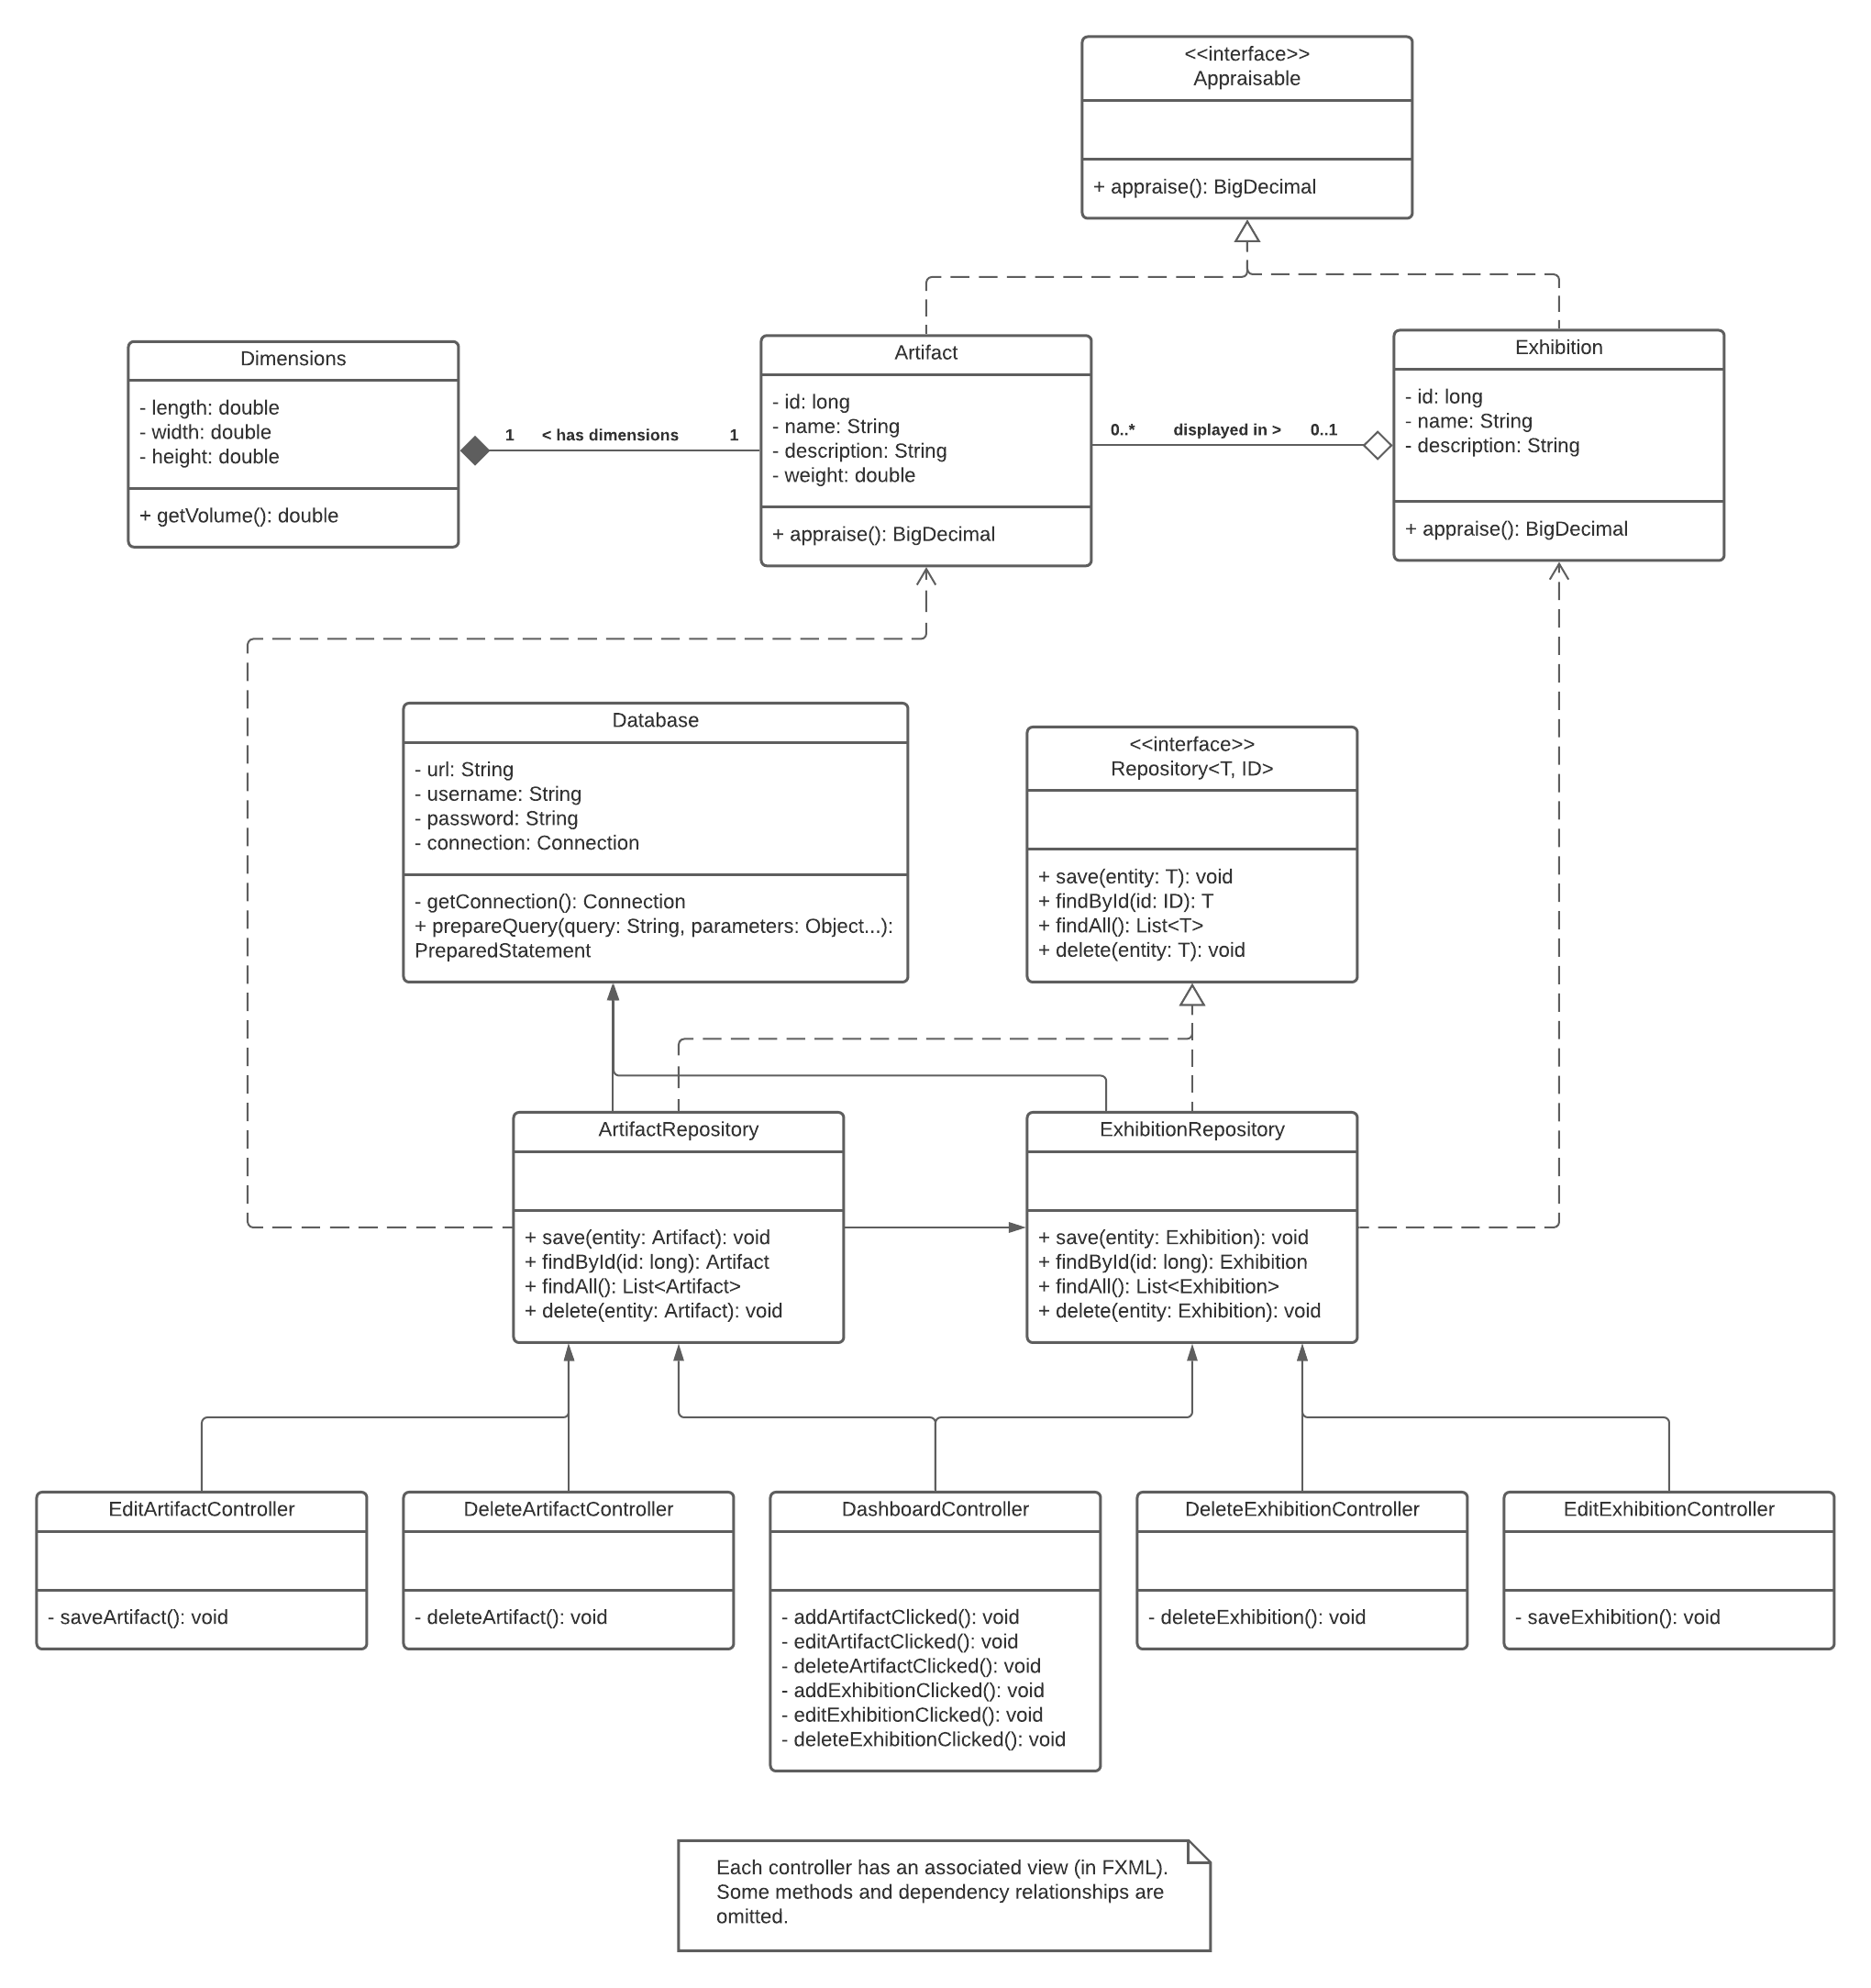 <<interface>>
Appraisable
+ appraise(): BigDecimal
Dimensions
- length: double
- width: double
- height: double
+ getVolume(): double
1
< has dimensions
1
Artifact
- id: long
- name: String
- description: String
- weight: double
+ appraise(): BigDecimal
0..*
displayed in >
0..1
Exhibition
- id: long
- name: String
- description: String
+ appraise(): BigDecimal
Database
- url: String
- username: String
- password: String
- connection: Connection
- getConnection(): Connection
+ prepareQuery(query: String, parameters: Object...):
PreparedStatement
<<interface>>
Repository<T, ID>
+ save(entity: T): void
+ findById(id: ID): T
+ findAll(): List<T>
+ delete(entity: T): void
ArtifactRepository
+ save(entity: Artifact): void
+ findById(id: long): Artifact
+ findAll(): List<Artifact>
+ delete(entity: Artifact): void
ExhibitionRepository
+ save(entity: Exhibition): void
+ findById(id: long): Exhibition
+ findAll(): List<Exhibition>
+ delete(entity: Exhibition): void
EditArtifactController
- saveArtifact(): void
DeleteArtifactController
- deleteArtifact(): void
DashboardController
- addArtifactClicked(): void
- editArtifactClicked(): void
- deleteArtifactClicked(): void
- addExhibitionClicked(): void
- editExhibitionClicked(): void
- deleteExhibitionClicked(): void
DeleteExhibitionController
- deleteExhibition(): void
EditExhibitionController
- saveExhibition(): void
Each controller has an associated view (in FXML).
Some methods and dependency relationships are
omitted.